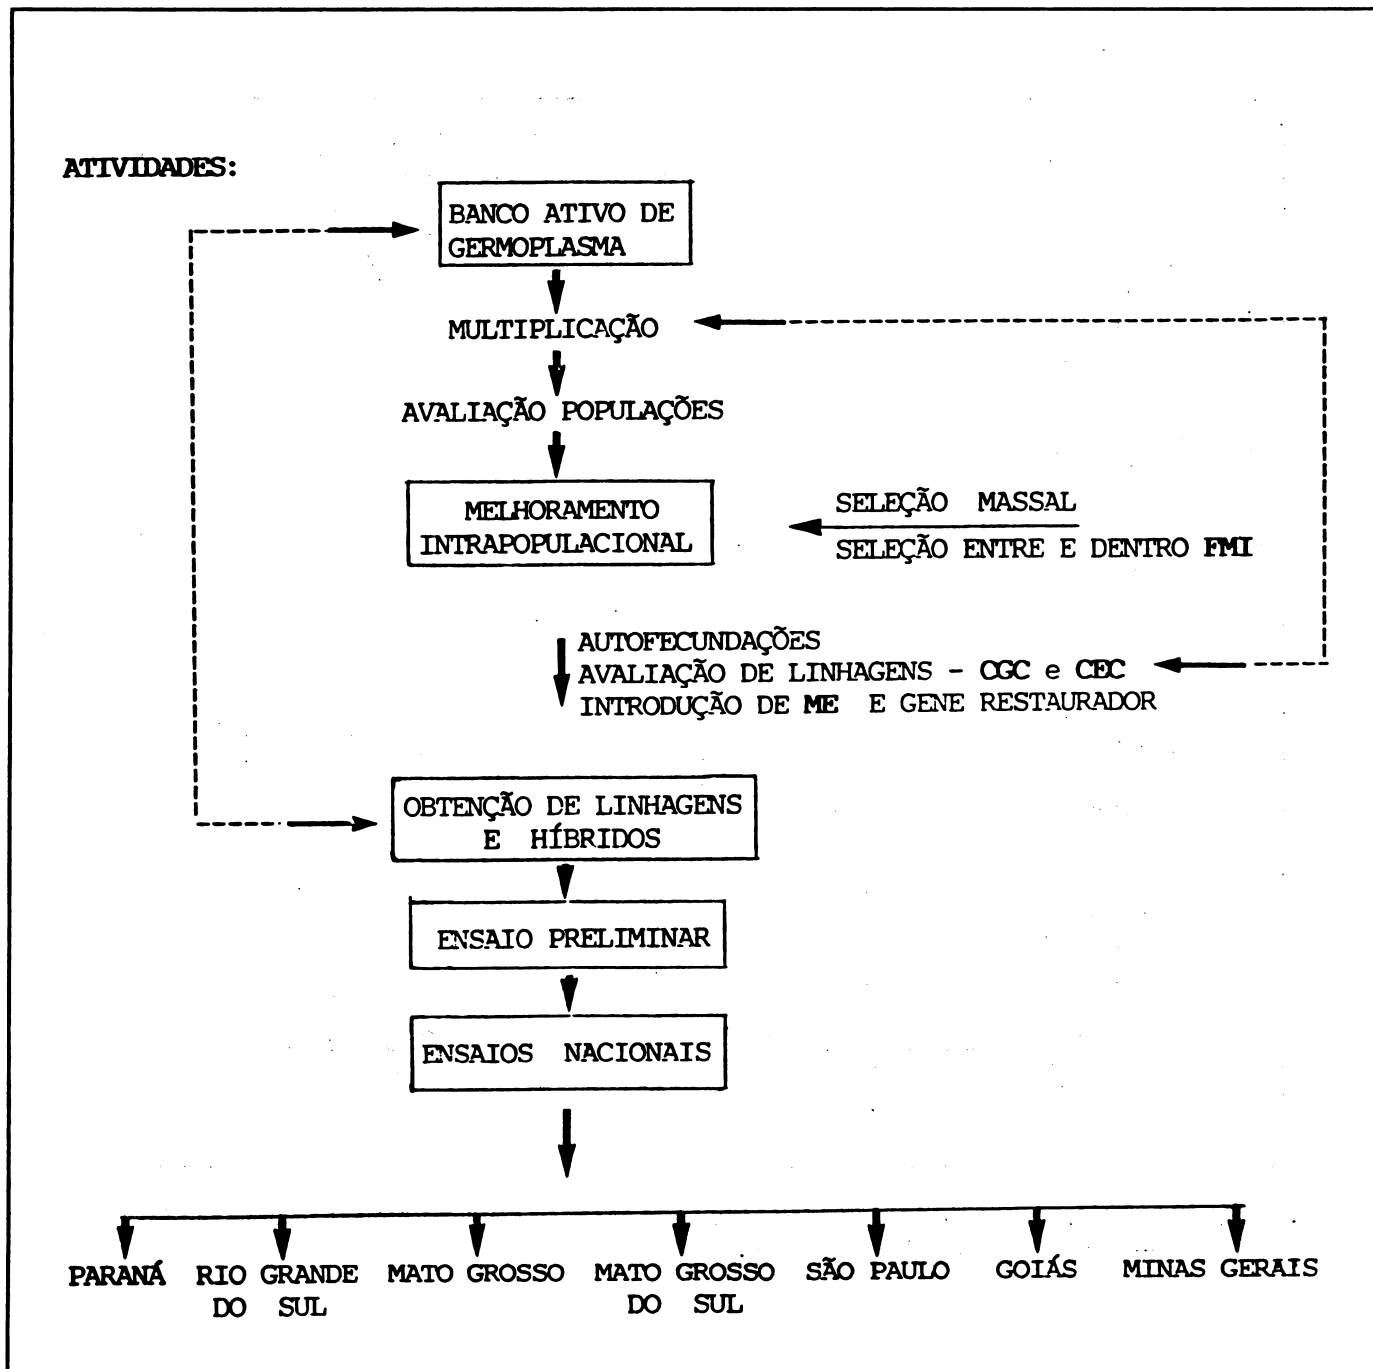 ATIVIDADES:
BANCO ATIVO DE
GERMOPLASMA
MULTIPLICAÇÃO
AVALIAÇÃO POPULAÇÕES
MELHORAMENTO
INTRAPOPULACIONAL
SELEÇÃO MASSAL
SELEÇÃO ENTRE E DENTRO FMI
AUTOFECUNDAÇÕES
AVALIAÇÃO DE LINHAGENS - CGC e CEC
INTRODUÇÃO DE ME E GENE RESTAURADOR
OBTENÇÃO DE LINHAGENS
E HÍBRIDOS
ENSAIO PRELIMINAR
ENSAIOS NACIONAIS
PARANÁ
RIO GRANDE
DO SUL
MATO GROSSO
MATO GROSSO
DO SUL
SÃO PAULO
GOIÁS
MINAS GERAIS